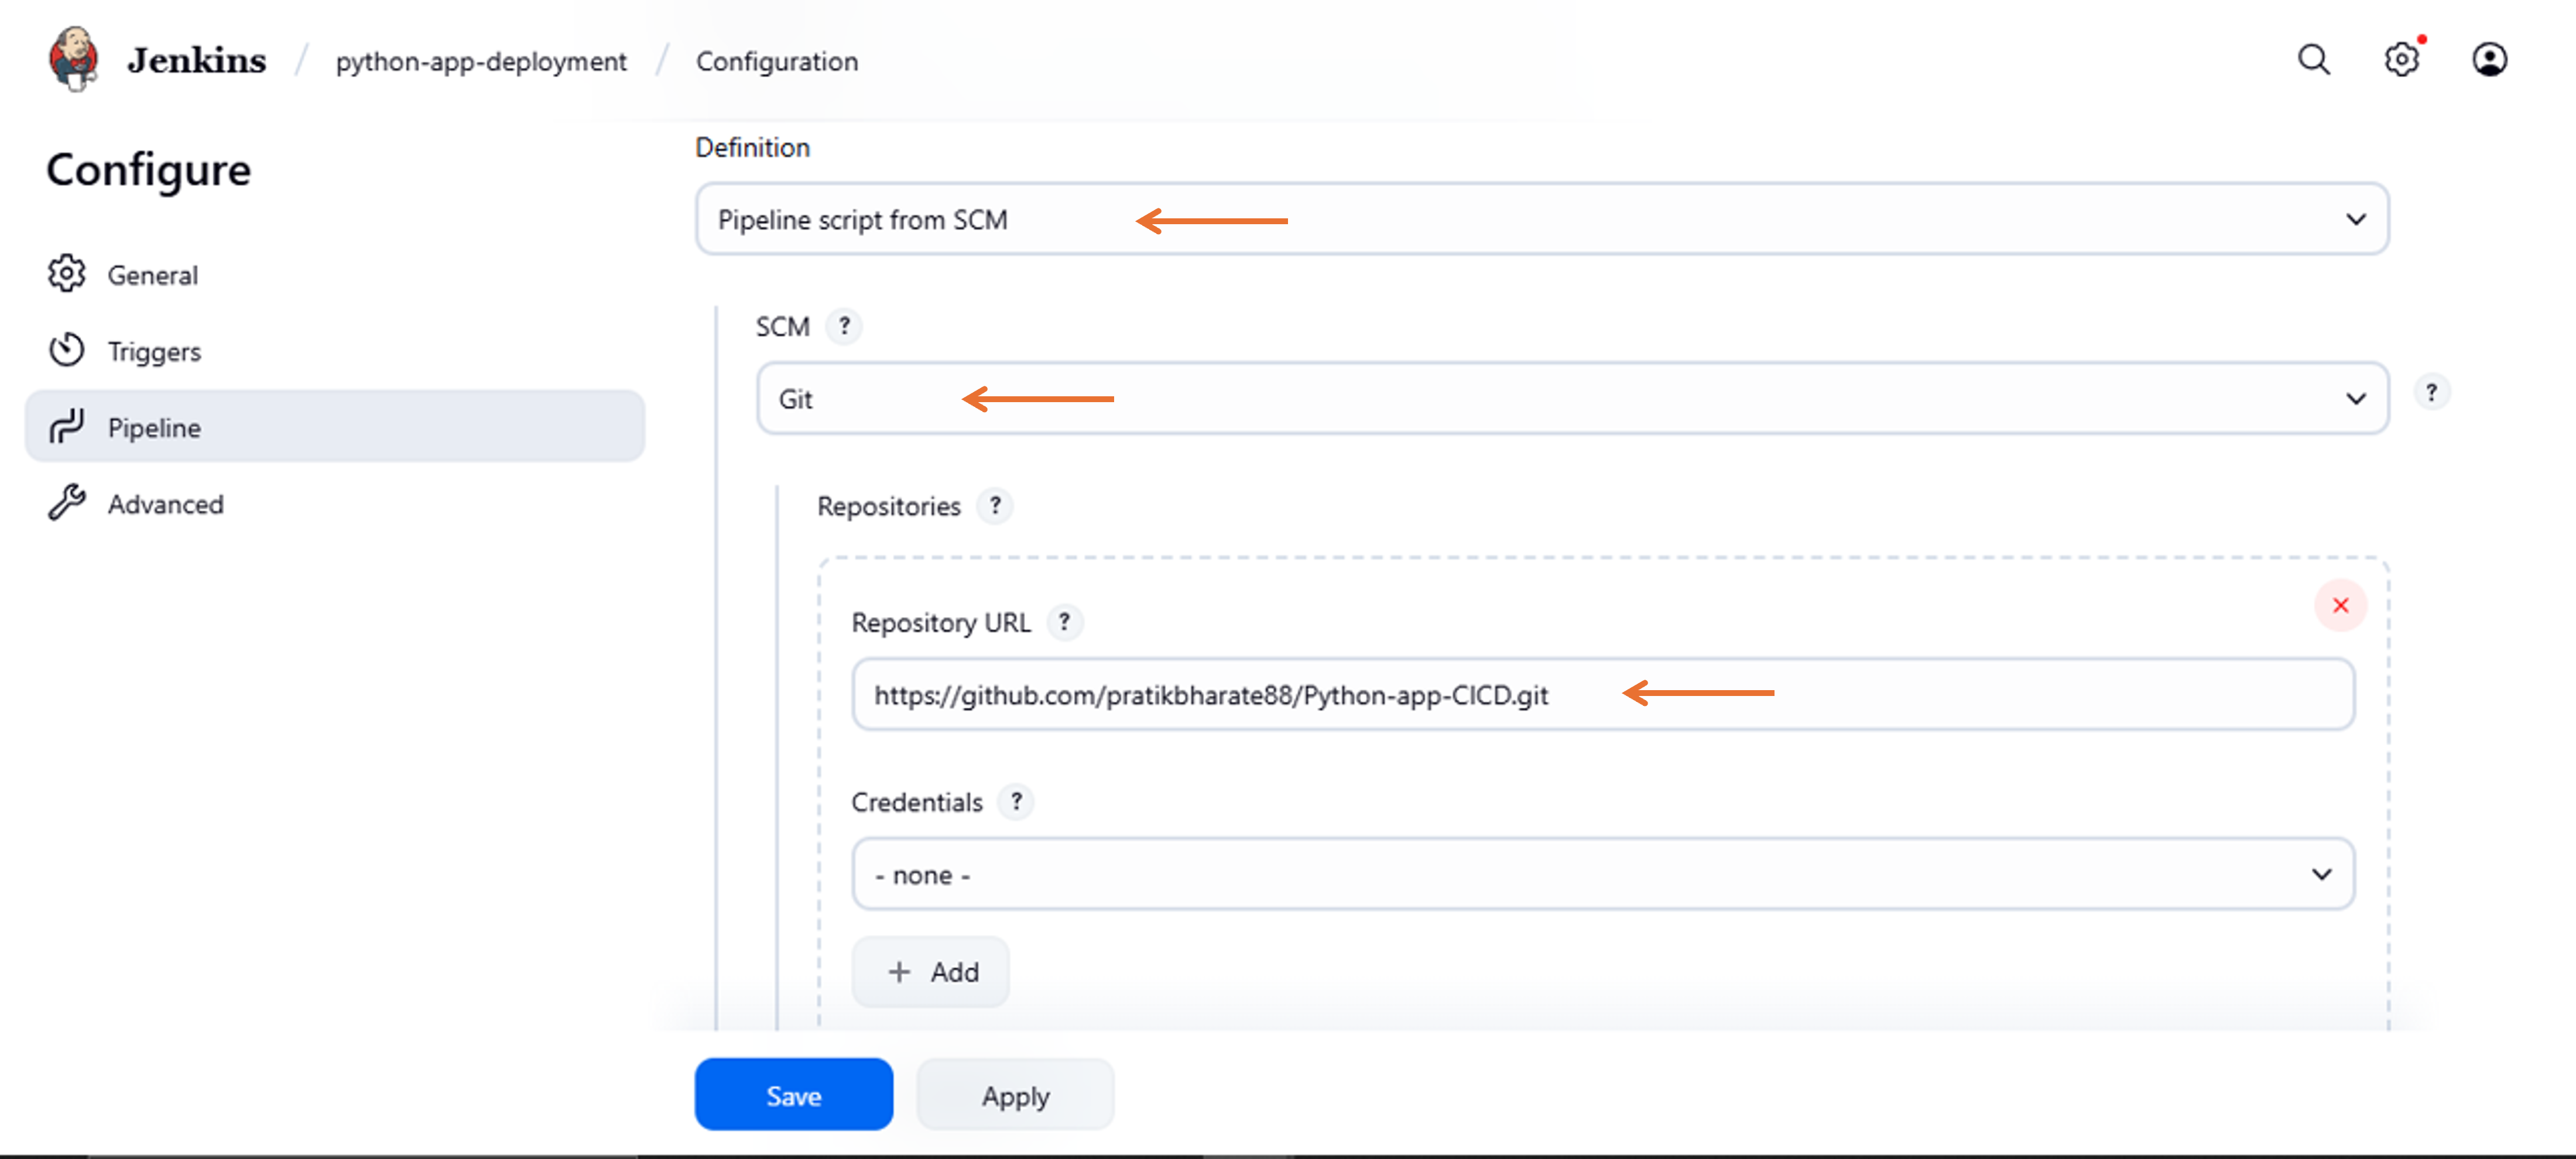 Jenkins / python-app-deployment / Configuration
Configure
General
Triggers
Pipeline
Advanced
Definition
Pipeline script from SCM
SCM ?
Git
?
Repositories ?
Repository URL ?
https://github.com/pratikbharate88/Python-app-CICD.git
Credentials ?
- none -
+ Add
Save
Apply